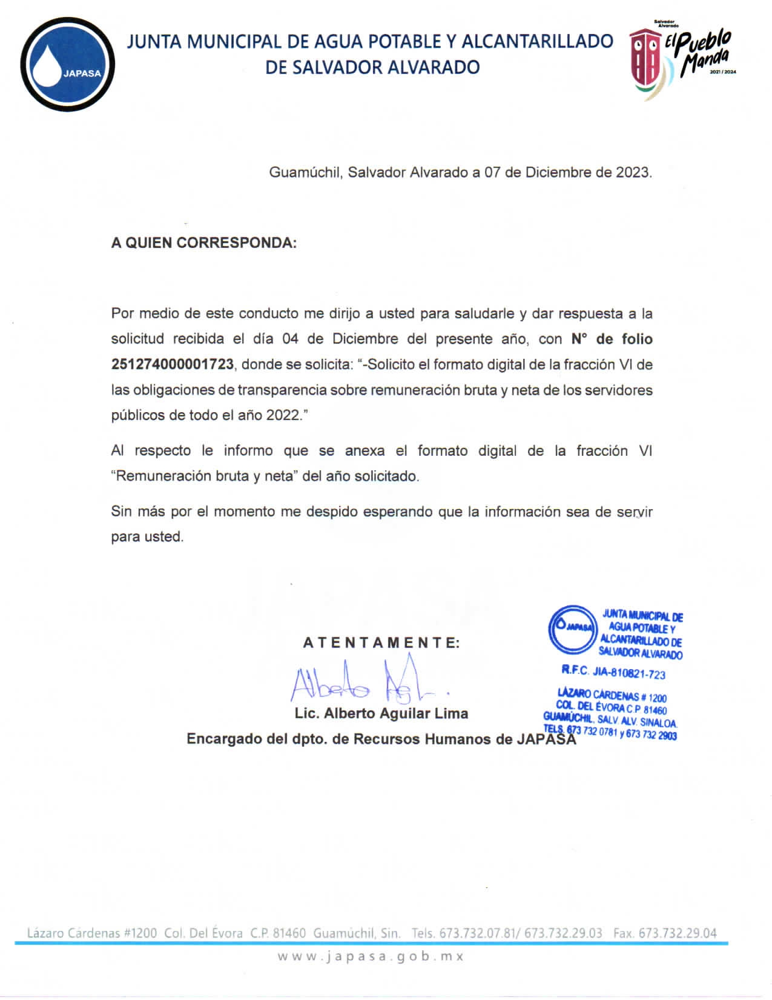 JAPASA
JUNTA MUNICIPAL DE AGUA POTABLE Y ALCANTARILLADO
DE SALVADOR ALVARADO
Salvador
Alvarado
El Pueblo
Manda
2021 / 2024
Guamúchil, Salvador Alvarado a 07 de Diciembre de 2023.
A QUIEN CORRESPONDA:
Por medio de este conducto me dirijo a usted para saludarle y dar respuesta a la
solicitud recibida el día 04 de Diciembre del presente año, con N° de folio
251274000001723, donde se solicita: “-Solicito el formato digital de la fracción VI de
las obligaciones de transparencia sobre remuneración bruta y neta de los servidores
públicos de todo el año 2022.”
Al respecto le informo que se anexa el formato digital de la fracción VI
“Remuneración bruta y neta” del año solicitado.
Sin más por el momento me despido esperando que la información sea de servir
para usted.
JAPASA
A T E N T A M E N T E:
Alberto Agl.
Lic. Alberto Aguilar Lima
Encargado del dpto. de Recursos Humanos de JAPASA
JAPASA
JUNTA MUNICIPAL DE
AGUA POTABLE Y
ALCANTARILLADO DE
SALVADOR ALVARADO
R.F.C. JIA-810821-723
LÁZARO CÁRDENAS # 1200
COL. DEL ÉVORA C.P. 81460
GUAMÚCHIL, SALV. ALV. SINALOA.
TELS. 673 732 0781 y 673 732 2903
Lázaro Cárdenas #1200 Col. Del Évora C.P. 81460 Guamúchil, Sin. Tels. 673.732.07.81/ 673.732.29.03 Fax. 673.732.29.04
www.japasa.gob.mx